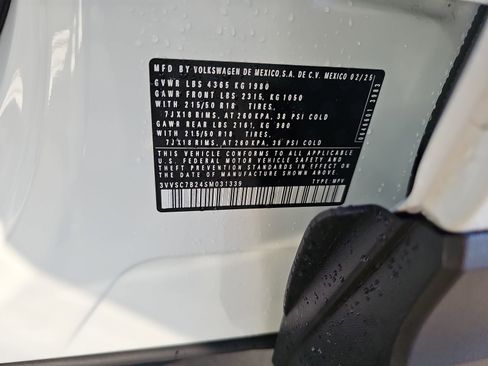 MFD BY VOLKSWAGEN DE MEXICO,S.A. DE C.V. MEXICO 02/25
GVWR LBS 4365 KG 1980
GAWR FRONT LBS 2315, KG 1050
WITH 215/50 R18 TIRES,
7JX18 RIMS, AT 260 KPA, 38 PSI COLD
GAWR REAR LBS 2161, KG 980
WITH 215/50 R18 TIRES,
7JX18 RIMS, AT 260 KPA, 38 PSI COLD
THIS VEHICLE CONFORMS TO ALL APPLICABLE
U.S. FEDERAL MOTOR VEHICLE SAFETY AND
THEFT PREVENTION STANDARDS IN EFFECT ON THE
DATE OF MANUFACTURE SHOWN ABOVE.
3VVSC7B24SM031339 TYPE MPV